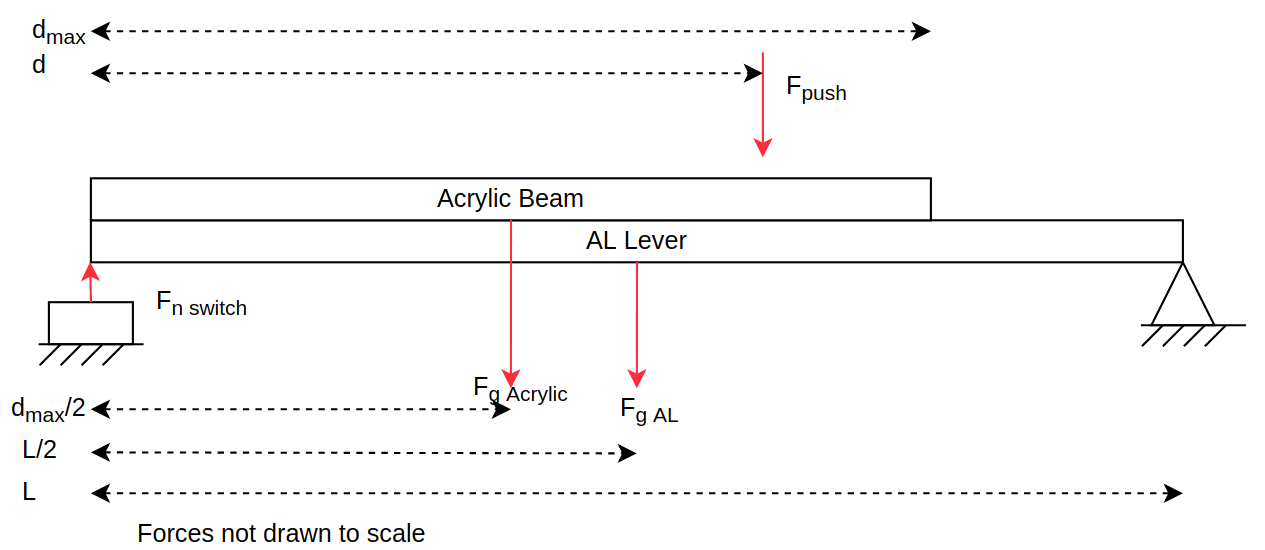 dmax
d
Fpush
Acrylic Beam
AL Lever
Fn switch
Fg Acrylic
Fg AL
dmax/2
L/2
L
Forces not drawn to scale